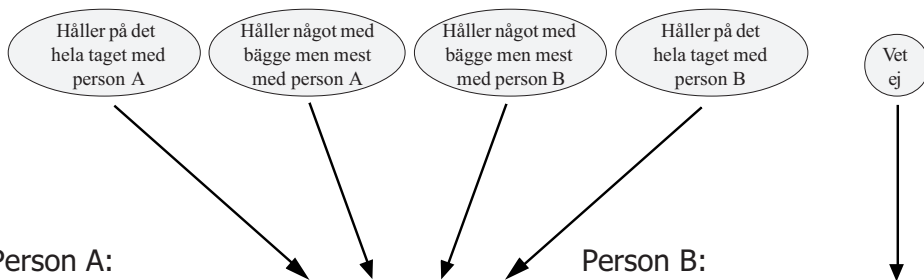 Håller på det
hela taget med
person A
Håller något med
bägge men mest
med person A
Håller något med
bägge men mest
med person B
Håller på det
hela taget med
person B
Vet
ej
Person A:
Person B: